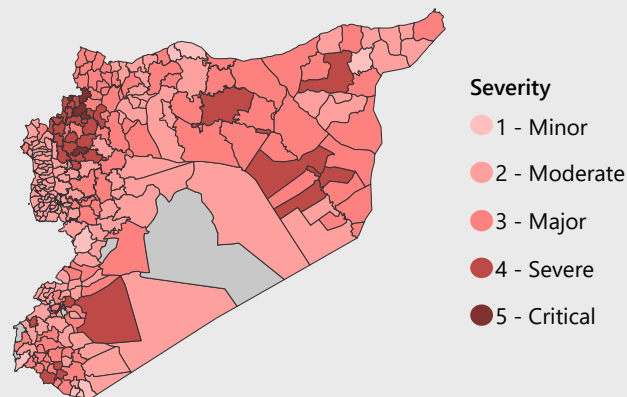 Severity
1 - Minor
2 - Moderate
3 - Major
4 - Severe
5 - Critical